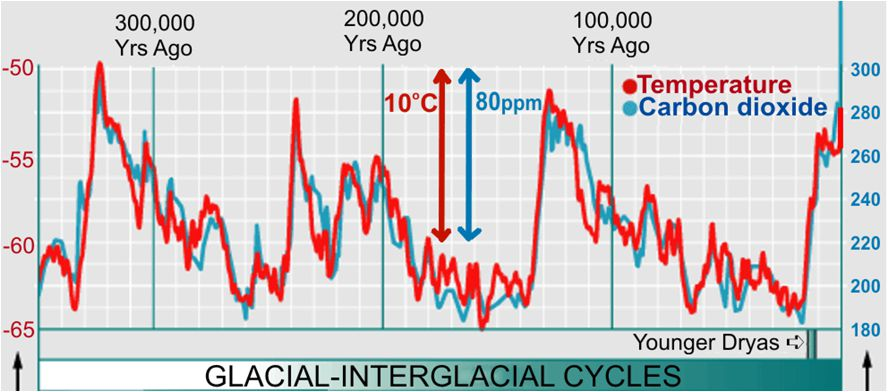 300,000
Yrs Ago
200,000
Yrs Ago
100,000
Yrs Ago
-50
-55
-60
-65
10°C
80ppm
Temperature
Carbon dioxide
300
280
260
240
220
200
180
Younger Dryas
GLACIAL-INTERGLACIAL CYCLES